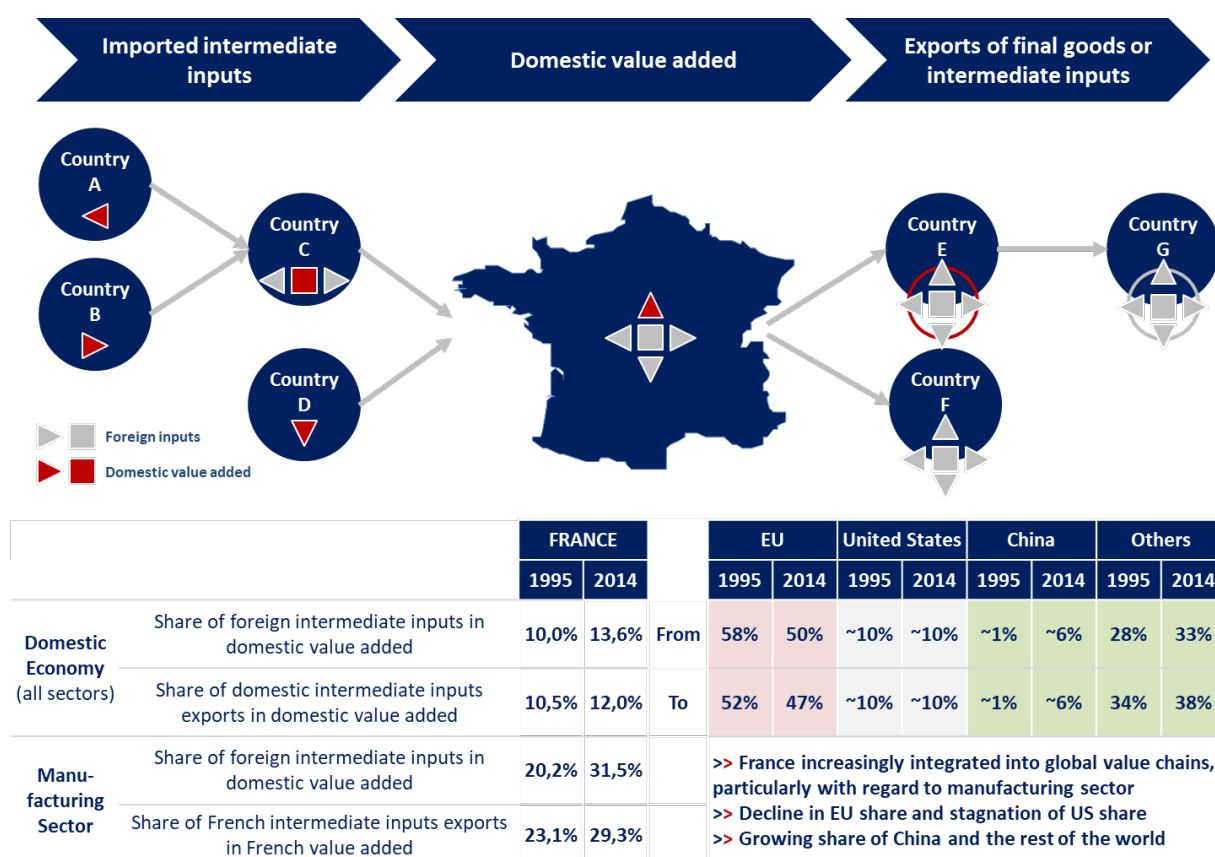 Imported intermediate
inputs
Domestic value added
Exports of final goods or
intermediate inputs
Country
A
Country
B
Country
C
Country
D
Country
E
Country
F
Country
G
Foreign inputs
Domestic value added
FRANCE EU United States China Others
1995 2014 1995 2014 1995 2014 1995 2014 1995 2014
Domestic
Economy
(all sectors)
Share of foreign intermediate inputs in
domestic value added
10,0% 13,6% From 58% 50% ~10% ~10% ~1% ~6% 28% 33%
Share of domestic intermediate inputs
exports in domestic value added
10,5% 12,0% To 52% 47% ~10% ~10% ~1% ~6% 34% 38%
Manu-
facturing
Sector
Share of foreign intermediate inputs in
domestic value added
20,2% 31,5%
Share of French intermediate inputs exports
in French value added
23,1% 29,3%
>> France increasingly integrated into global value chains,
particularly with regard to manufacturing sector
>> Decline in EU share and stagnation of US share
>> Growing share of China and the rest of the world